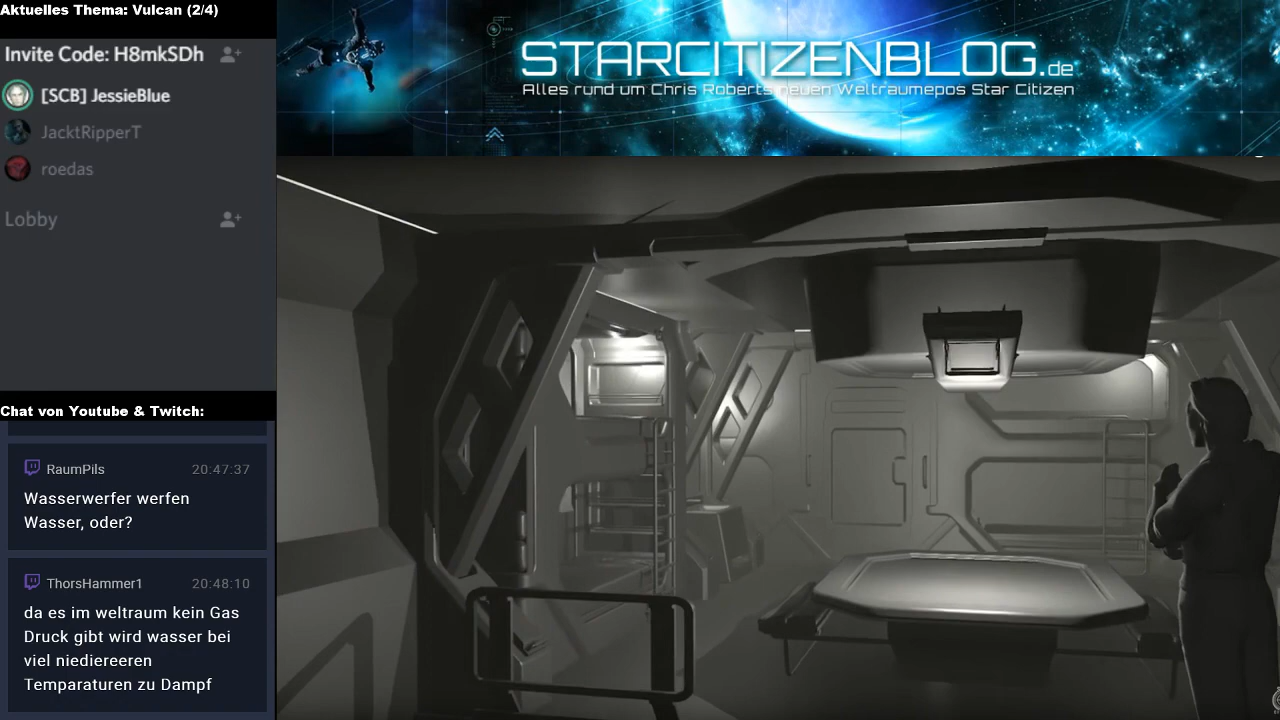 Aktuelles Thema: Vulcan (2/4)
Invite Code: H8mkSDh
[SCB] JessieBlue
JacktRipperT
roedas
Lobby
STARCITIZENBLOG.de
Alles rund um Chris Roberts neuen Weltraumepos Star Citizen
Chat von Youtube & Twitch:
RaumPils 20:47:37
Wasserwerfer werfen
Wasser, oder?
ThorsHammer1 20:48:10
da es im weltraum kein Gas
Druck gibt wird wasser bei
viel niediereeren
Temparaturen zu Dampf